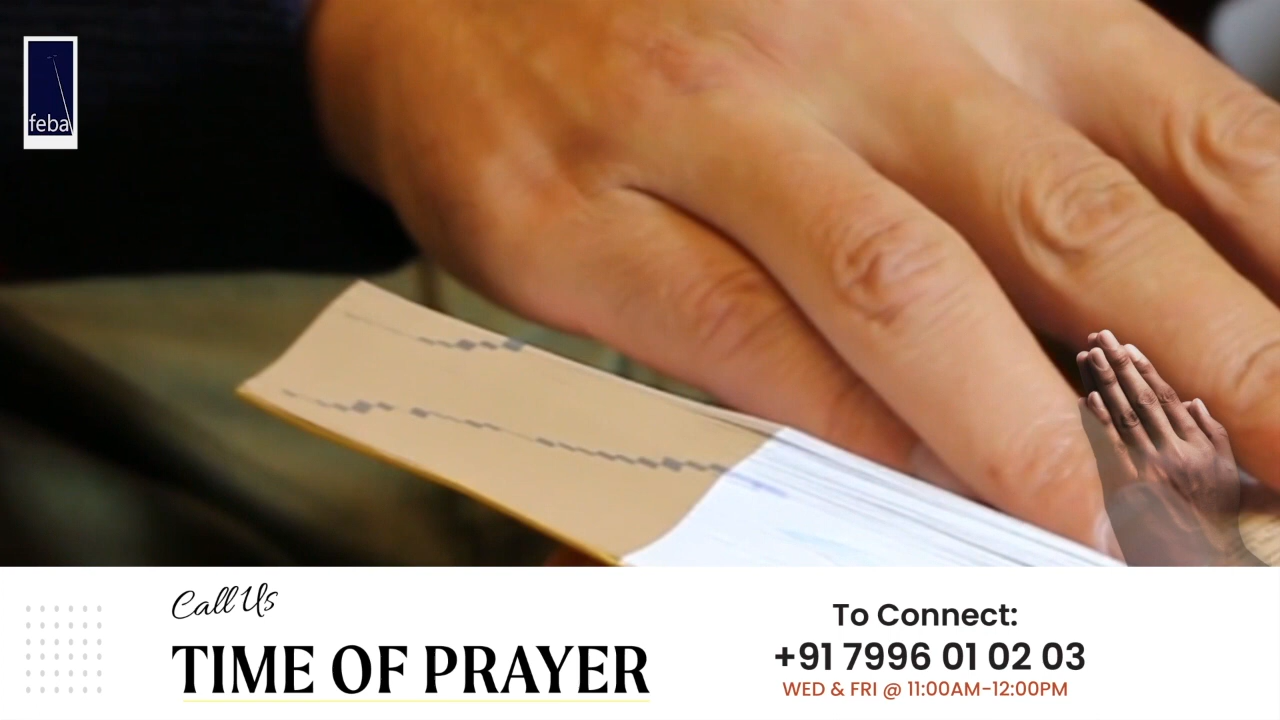 feba
Call Us
TIME OF PRAYER
To Connect:
+91 7996 01 02 03
WED & FRI @ 11:00AM-12:00PM